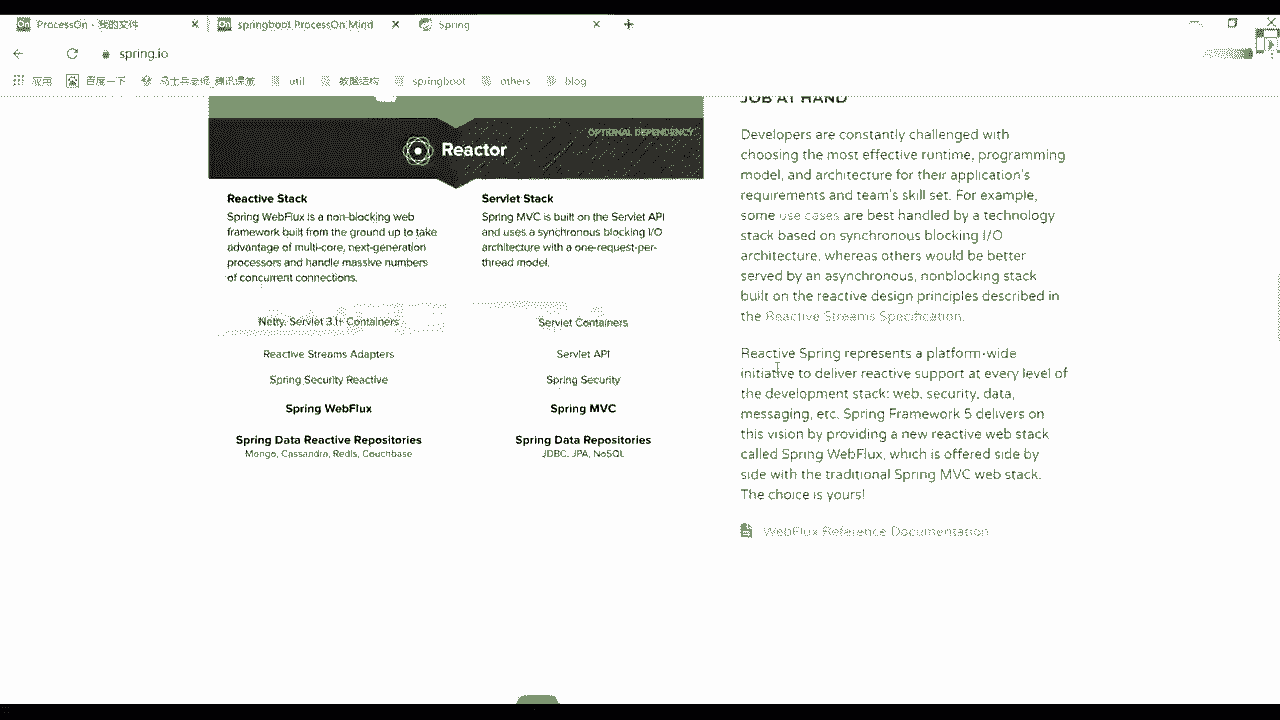 ProcessOn - 我的文件
springboot ProcessOn Mind
Spring
spring.io
应用
百度一下
util
数据结构
springboot
others
blog
OPTIONAL DEPENDENCY
Reactor
Reactive Stack
Spring WebFlux is a non-blocking web
framework built from the ground up to take
advantage of multi-core, next-generation
processors and handle massive numbers
of concurrent connections.
Servlet Stack
Spring MVC is built on the Servlet API
and uses a synchronous blocking I/O
architecture with a one-request-per-
thread model.
Netty, Servlet 3.1+ Containers
Servlet Containers
Reactive Streams Adapters
Servlet API
Spring Security Reactive
Spring Security
Spring WebFlux
Spring MVC
Spring Data Reactive Repositories
Mongo, Cassandra, Redis, Couchbase
Spring Data Repositories
JDBC, JPA, NoSQL
JOB AT HAND
Developers are constantly challenged with
choosing the most effective runtime, programming
model, and architecture for their application's
requirements and team's skill set. For example,
some use cases are best handled by a technology
stack based on synchronous blocking I/O
architecture, whereas others would be better
served by an asynchronous, nonblocking stack
built on the reactive design principles described in
the Reactive Streams Specification.
Reactive Spring represents a platform-wide
initiative to deliver reactive support at every level of
the development stack: web, security, data,
messaging, etc. Spring Framework 5 delivers on
this vision by providing a new reactive web stack
called Spring WebFlux, which is offered side by
side with the traditional Spring MVC web stack.
The choice is yours!
WebFlux Reference Documentation